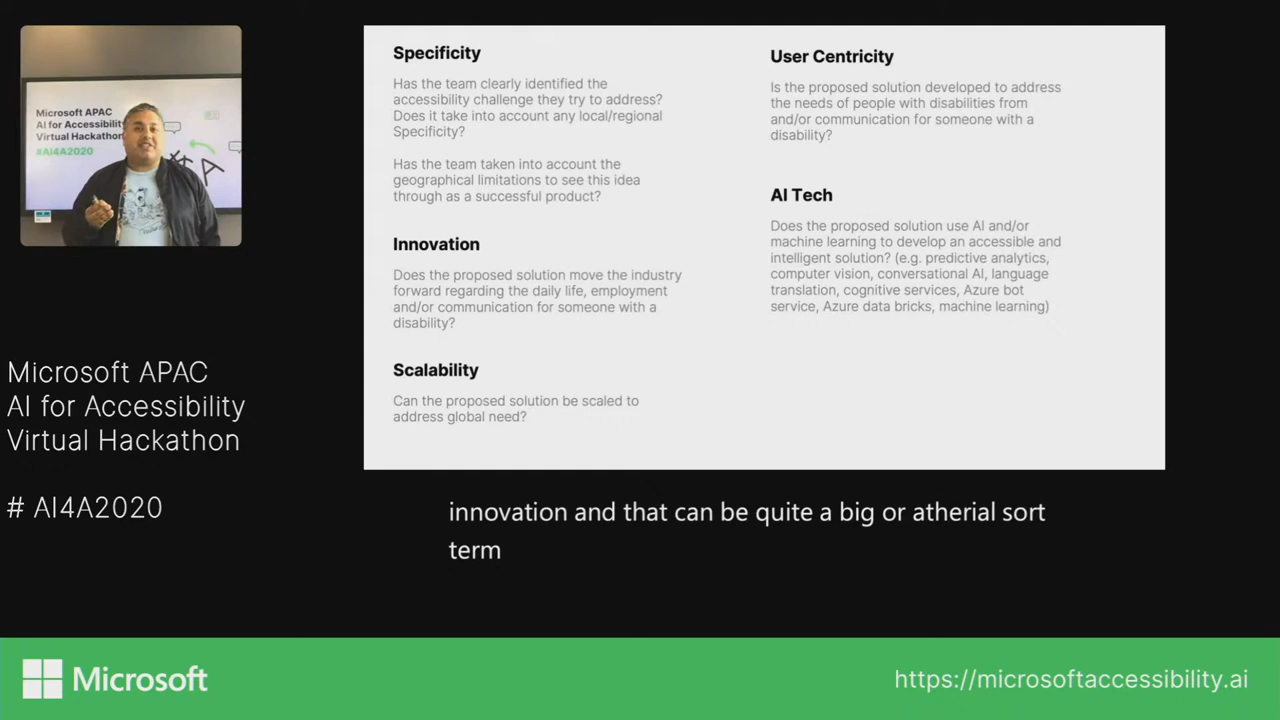 Microsoft APAC
AI for Accessibility
Virtual Hackathon
#AI4A2020
Specificity
Has the team clearly identified the
accessibility challenge they try to address?
Does it take into account any local/regional
Specificity?
Has the team taken into account the
geographical limitations to see this idea
through as a successful product?
Innovation
Does the proposed solution move the industry
forward regarding the daily life, employment
and/or communication for someone with a
disability?
Scalability
Can the proposed solution be scaled to
address global need?
User Centricity
Is the proposed solution developed to address
the needs of people with disabilities from
and/or communication for someone with a
disability?
AI Tech
Does the proposed solution use AI and/or
machine learning to develop an accessible and
intelligent solution? (e.g. predictive analytics,
computer vision, conversational AI, language
translation, cognitive services, Azure bot
service, Azure data bricks, machine learning)
Microsoft APAC
AI for Accessibility
Virtual Hackathon
# AI4A2020
innovation and that can be quite a big or atherial sort
term
Microsoft
https://microsoftaccessibility.ai